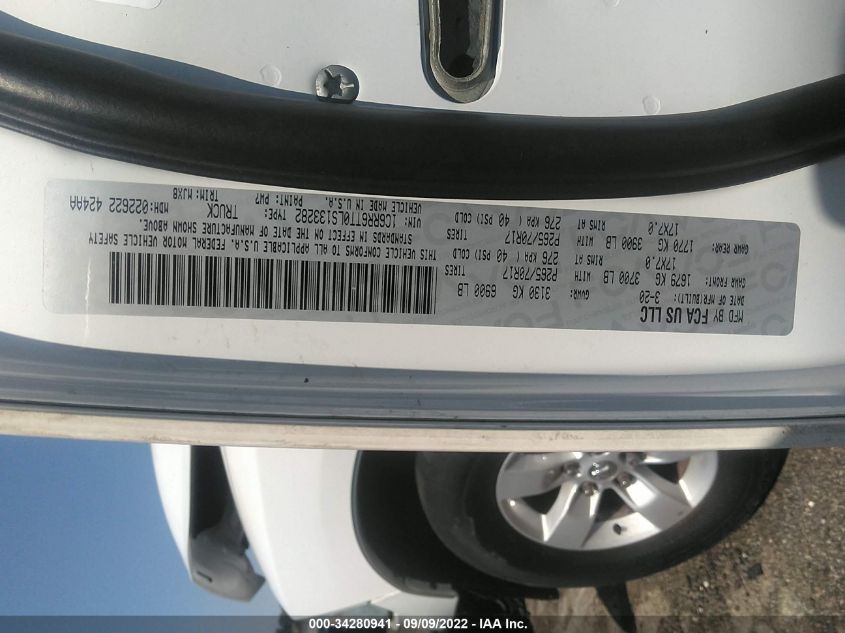 MFD BY FCA US LLC
DATE OF MFR(BUILT): 3-20
GVWR: 3130 KG 6900 LB
GAWR FRONT: 1679 KG 3700 LB WITH P265/70R17 TIRES
17X7.0 RIMS AT 276 KPA ( 40 PSI) COLD
GAWR REAR: 1770 KG 3900 LB WITH P265/70R17 TIRES
17X7.0 RIMS AT 276 KPA ( 40 PSI) COLD
THIS VEHICLE CONFORMS TO ALL APPLICABLE U.S.A. FEDERAL MOTOR VEHICLE SAFETY
STANDARDS IN EFFECT ON THE DATE OF MANUFACTURE SHOWN ABOVE.
VIN: 1C6RR6TT0LS133282 TYPE: TRUCK MDH:022622 424AA
VEHICLE MADE IN U.S.A. PAINT: PW7 TRIM: MJX8
000-34280941 - 09/09/2022 - IAA Inc.